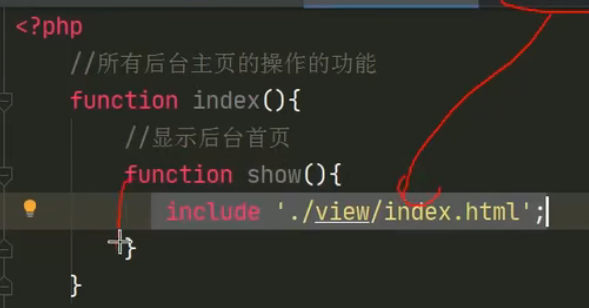 <?php
//所有后台主页的操作的功能
function index(){
//显示后台首页
function show(){
include './view/index.html';
}
}